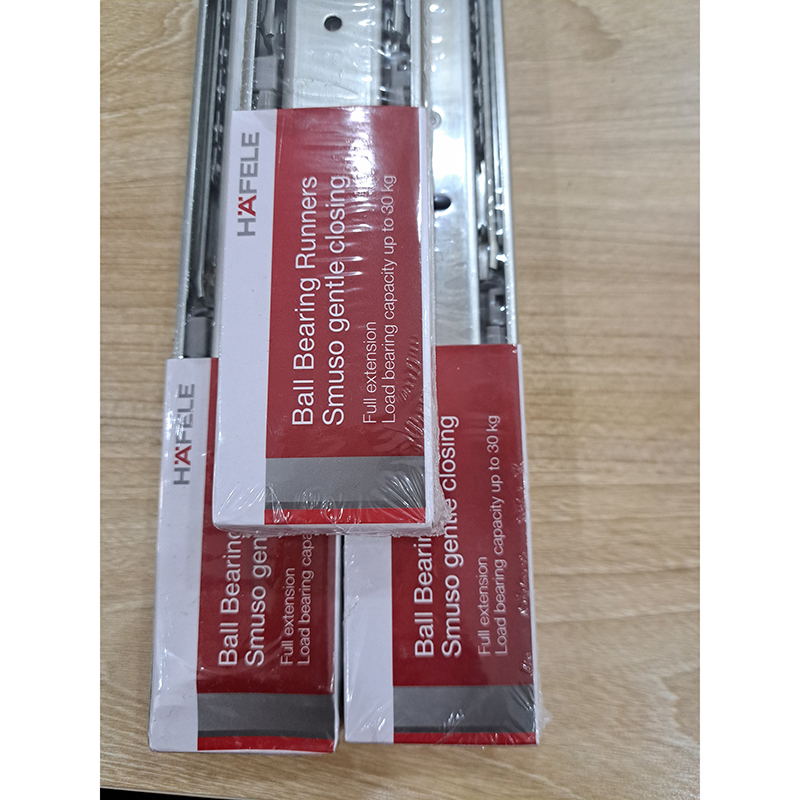 HÄFELE
Ball Bearing Runners
Smuso gentle closing
Full extension
Load bearing capacity up to 30 kg
HÄFELE
Ball Bearing
Smuso gen
Full extension
Load bearing capa
Ball Bearin
Smuso gentle closing
Full extension
Load bearing capacity up to 30 kg